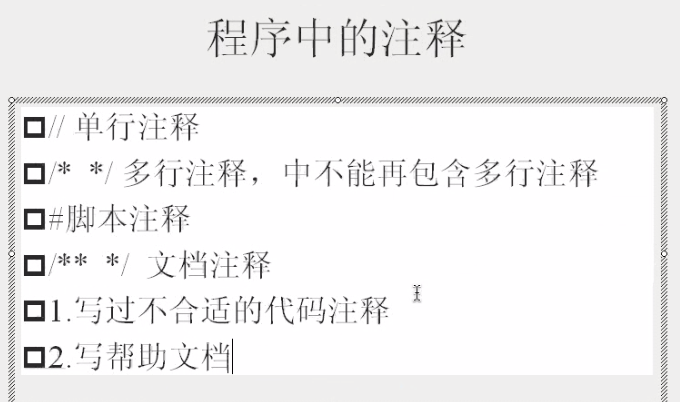 程序中的注释
// 单行注释
/* */ 多行注释，中不能再包含多行注释
#脚本注释
/** */ 文档注释
1.写过不合适的代码注释
2.写帮助文档